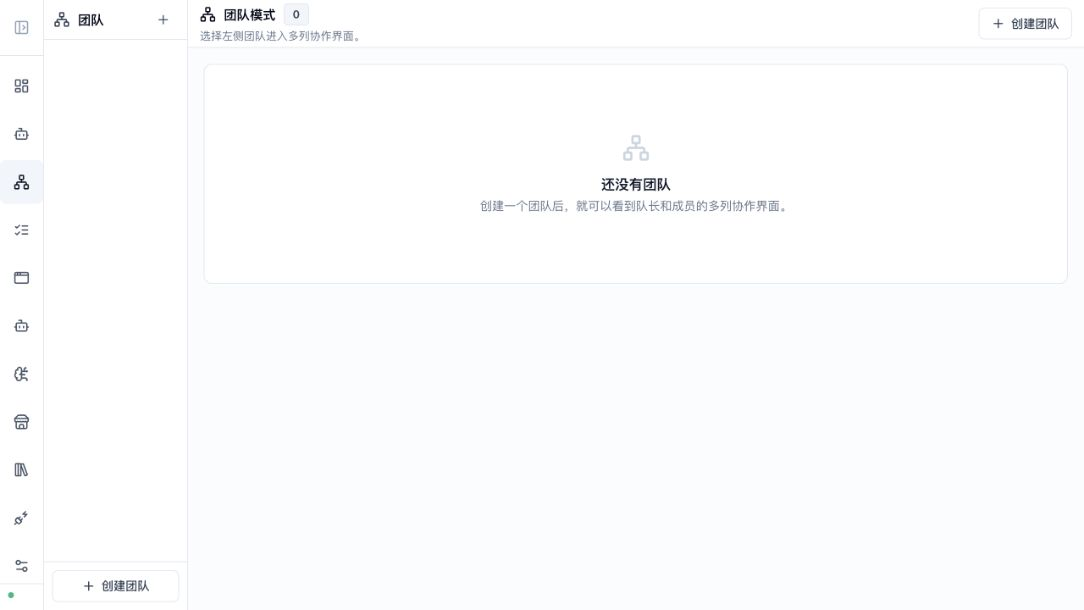 团队
团队模式 0
选择左侧团队进入多列协作界面。
创建团队
还没有团队
创建一个团队后，就可以看到队长和成员的多列协作界面。
创建团队